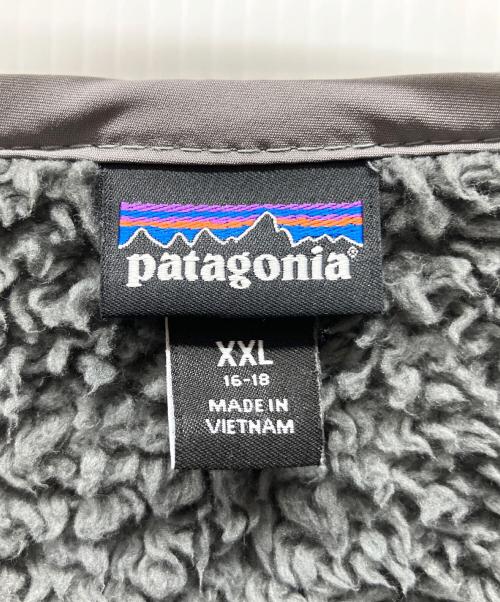 patagonia®
XXL
16-18
MADE IN
VIETNAM